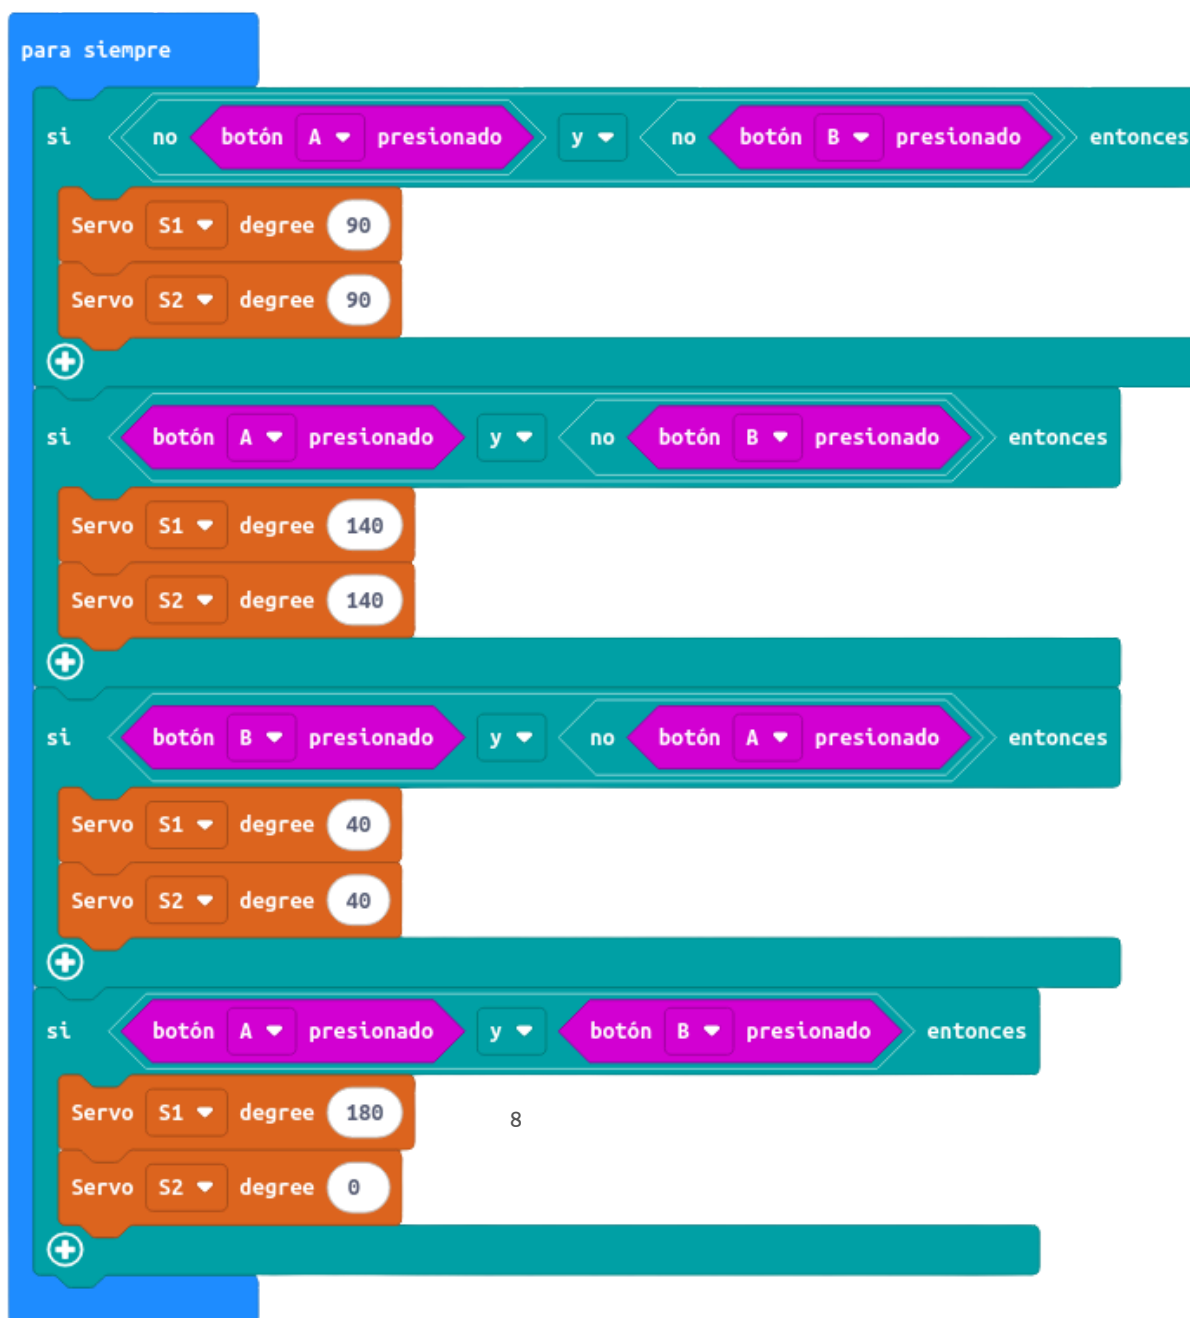 para siempre
si no botón A presionado y no botón B presionado entonces
Servo S1 degree 90
Servo S2 degree 90
si botón A presionado y no botón B presionado entonces
Servo S1 degree 140
Servo S2 degree 140
si botón B presionado y no botón A presionado entonces
Servo S1 degree 40
Servo S2 degree 40
si botón A presionado y botón B presionado entonces
Servo S1 degree 180
8
Servo S2 degree 0